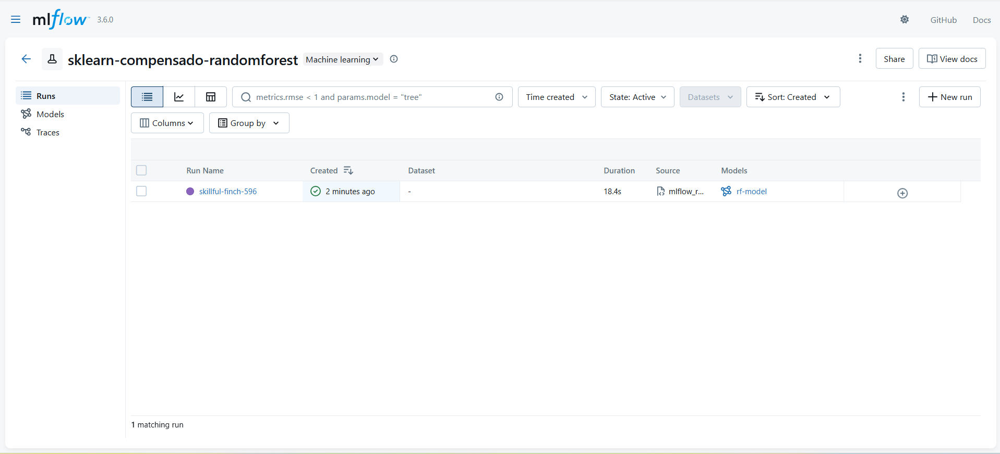 mlflow 3.6.0
GitHub Docs
sklearn-compensado-randomforest Machine learning
Share View docs
Runs
Models
Traces
metrics.rmse < 1 and params.model = "tree" Time created State: Active Datasets Sort: Created New run
Columns Group by
Run Name Created Dataset Duration Source Models
skillful-finch-596 2 minutes ago - 18.4s mlflow_r... rf-model
1 matching run